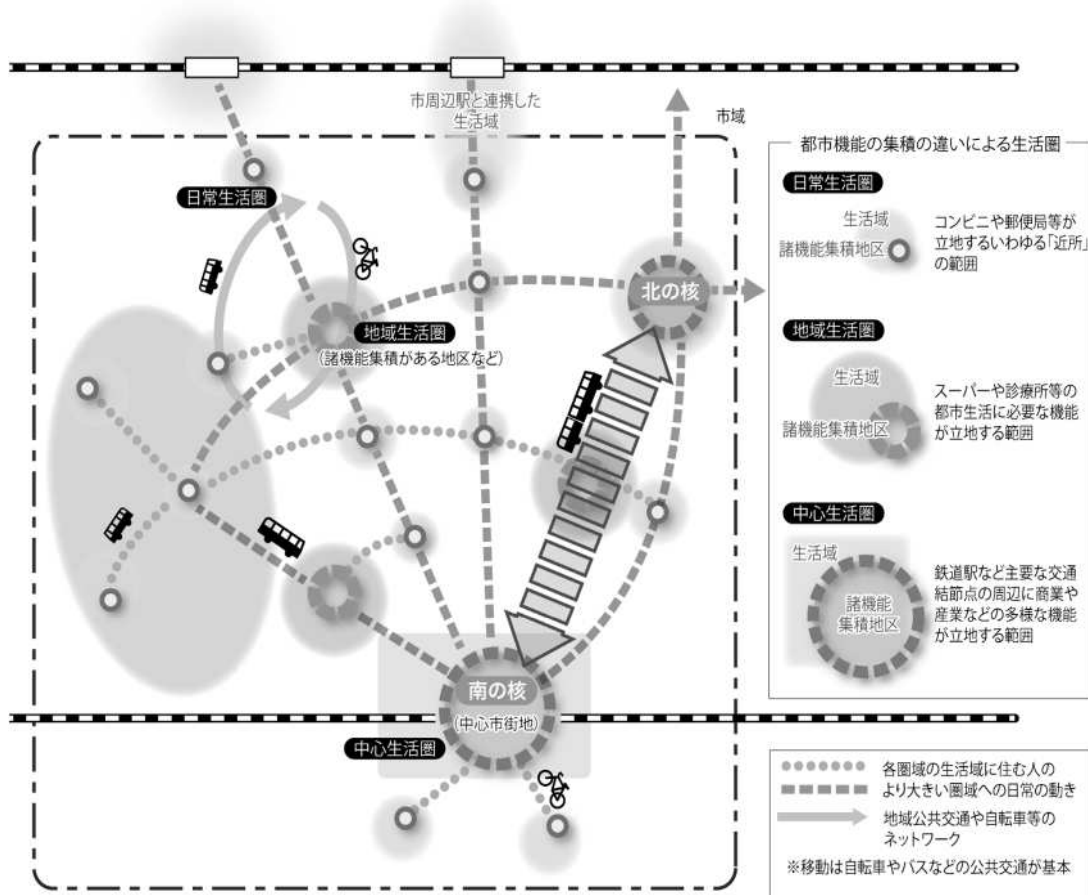 市周辺駅と連携した
生活域
市域
日常生活圏
地域生活圏
(諸機能集積がある地区など)
北の核
南の核
(中心市街地)
中心生活圏
都市機能の集積の違いによる生活圏
日常生活圏
生活域
諸機能集積地区
コンビニや郵便局等が
立地するいわゆる「近所」
の範囲
地域生活圏
生活域
諸機能集積地区
スーパーや診療所等の
都市生活に必要な機能
が立地する範囲
中心生活圏
生活域
諸機能
集積地区
鉄道駅など主要な交通
結節点の周辺に商業や
産業などの多様な機能
が立地する範囲
各圏域の生活域に住む人の
より大きい圏域への日常の動き
地域公共交通や自転車等の
ネットワーク
※移動は自転車やバスなどの公共交通が基本